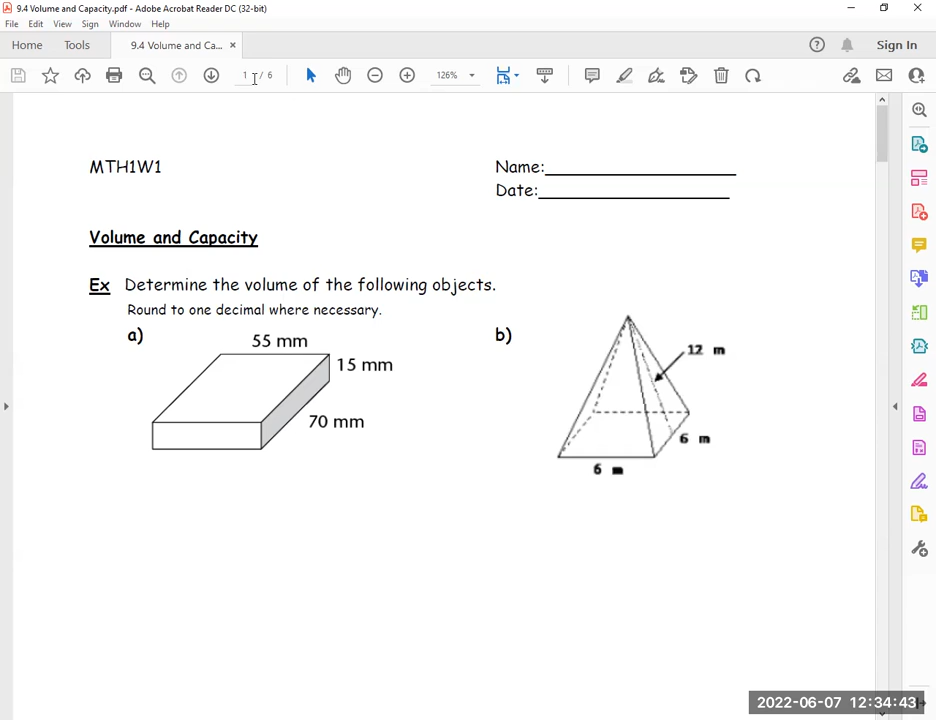 9.4 Volume and Capacity.pdf - Adobe Acrobat Reader DC (32-bit)
File Edit View Sign Window Help
Home Tools 9.4 Volume and Ca... × Sign In
1 / 6 126%
MTH1W1
Name:
Date:
Volume and Capacity
Ex Determine the volume of the following objects.
Round to one decimal where necessary.
a)
55 mm
15 mm
70 mm
b)
12 m
6 m
6 m
2022-06-07 12:34:43